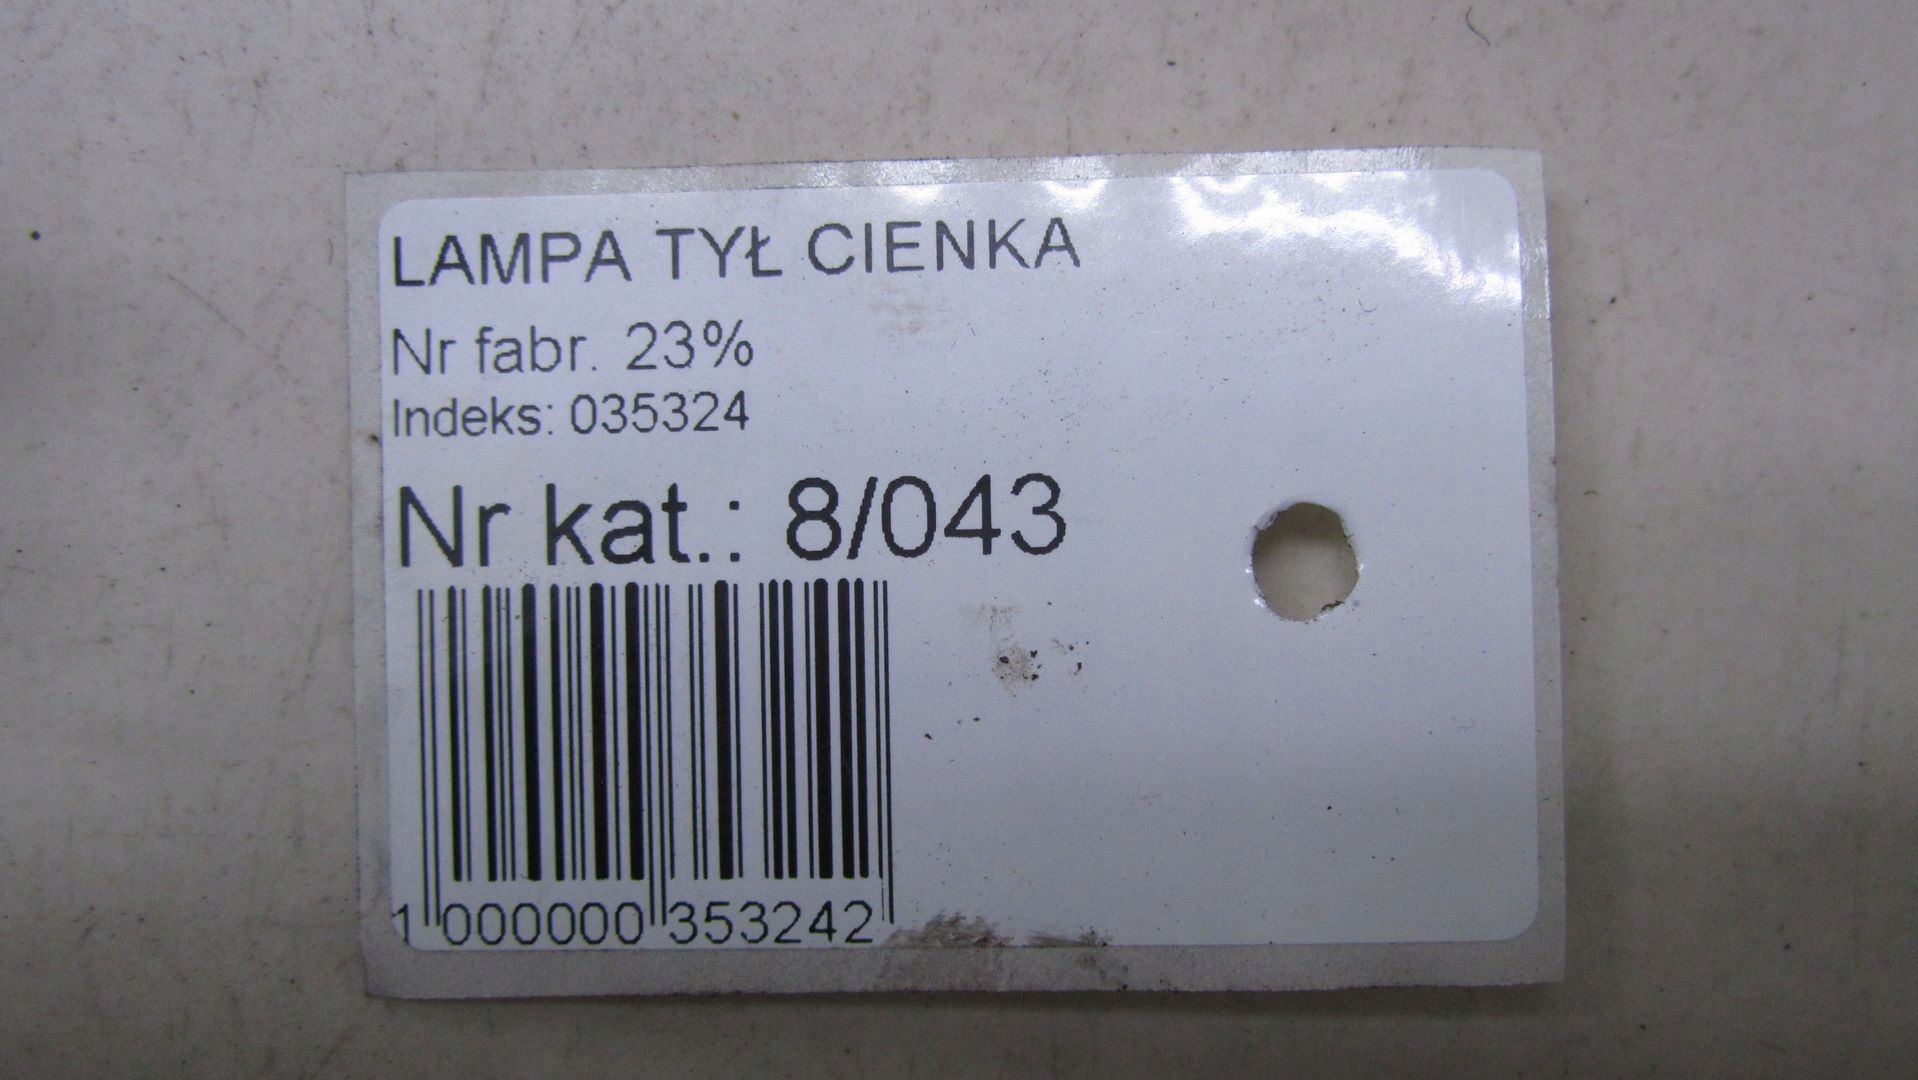 LAMPA TYŁ CIENKA
Nr fabr. 23%
Indeks: 035324
Nr kat.: 8/043
1 000000 353242